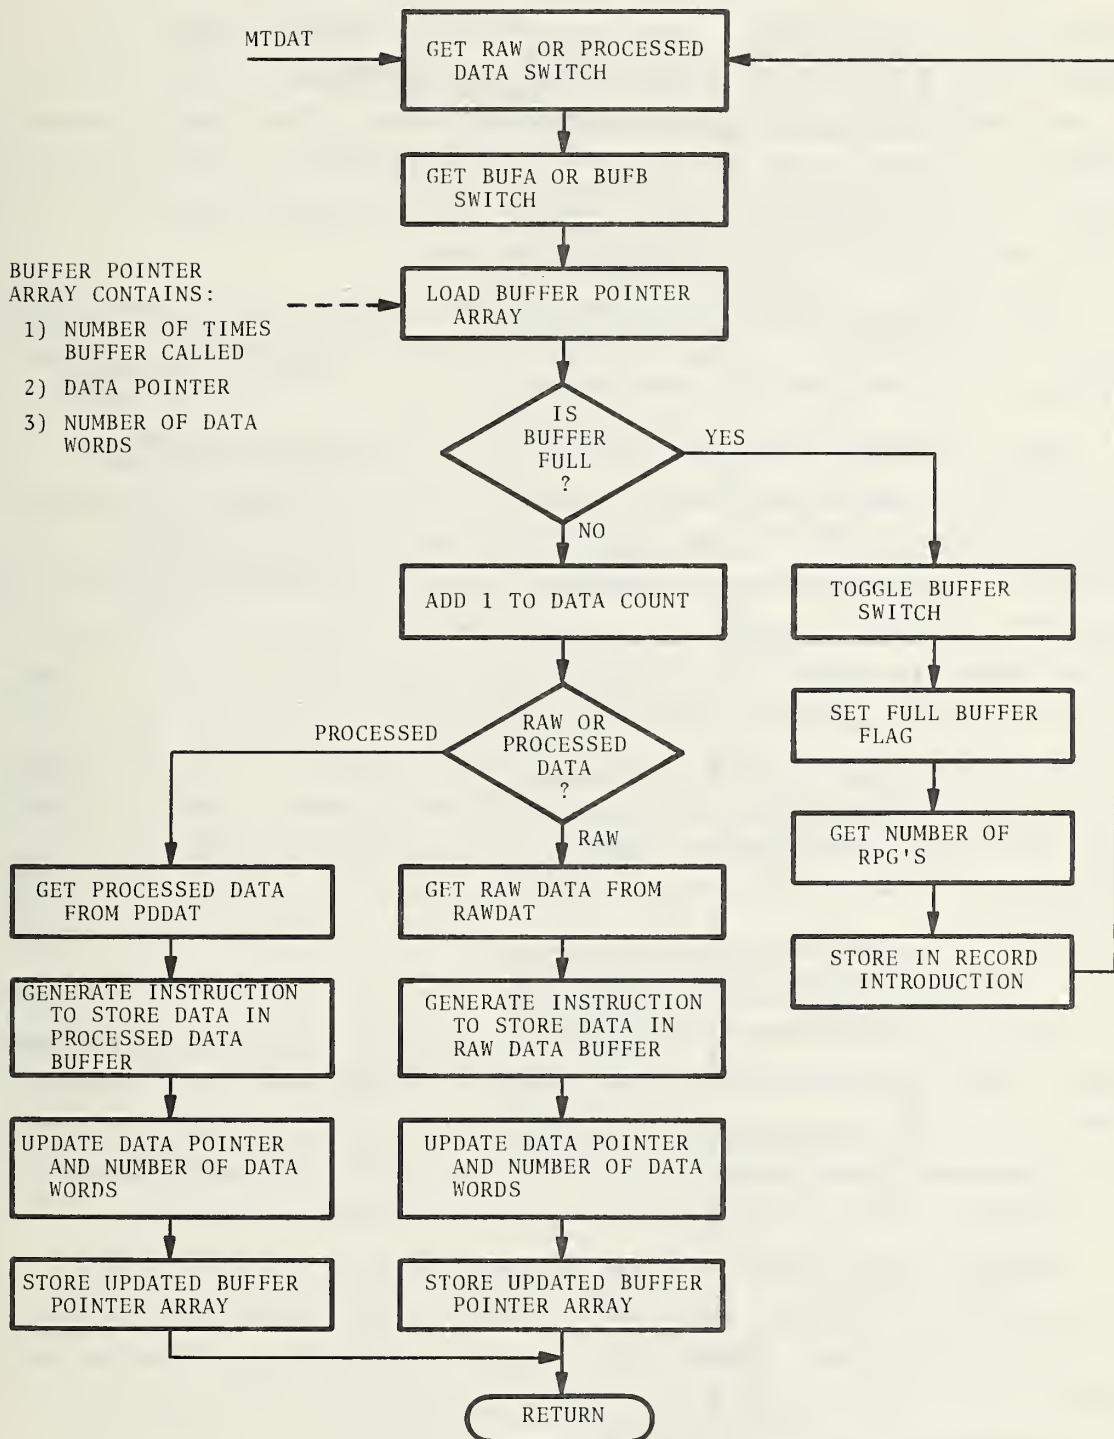 MTDAT
GET RAW OR PROCESSED
DATA SWITCH
GET BUFA OR BUFB
SWITCH
BUFFER POINTER
ARRAY CONTAINS:
1) NUMBER OF TIMES
BUFFER CALLED
2) DATA POINTER
3) NUMBER OF DATA
WORDS
LOAD BUFFER POINTER
ARRAY
IS
BUFFER
FULL
?
YES
NO
ADD 1 TO DATA COUNT
TOGGLE BUFFER
SWITCH
RAW OR
PROCESSED
DATA
?
PROCESSED
RAW
SET FULL BUFFER
FLAG
GET NUMBER OF
RPG'S
STORE IN RECORD
INTRODUCTION
GET PROCESSED DATA
FROM PDDAT
GENERATE INSTRUCTION
TO STORE DATA IN
PROCESSED DATA
BUFFER
UPDATE DATA POINTER
AND NUMBER OF DATA
WORDS
STORE UPDATED BUFFER
POINTER ARRAY
GET RAW DATA FROM
RAWDAT
GENERATE INSTRUCTION
TO STORE DATA IN
RAW DATA BUFFER
UPDATE DATA POINTER
AND NUMBER OF DATA
WORDS
STORE UPDATED BUFFER
POINTER ARRAY
RETURN